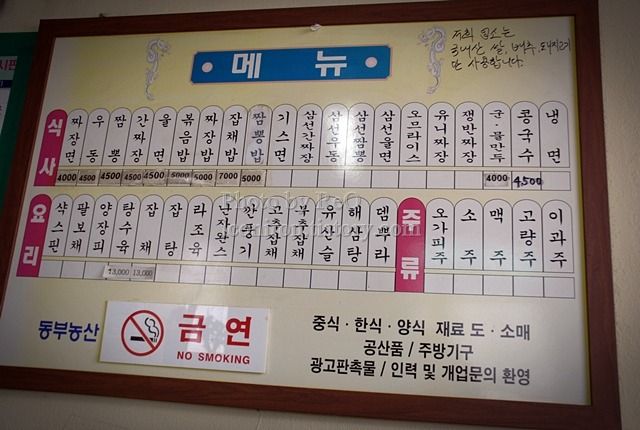 저희 업소는
국내산 쌀, 배추, 돼지고기
만 사용합니다.
메뉴
식사
짜장면 4000
우동 4500
짬뽕 4500
간짜장 4500
울면 4500
볶음밥 5000
짜장밥 5000
잡채밥 7000
짬뽕밥 5000
기스면
삼선간짜장
삼선우동
삼선짬뽕
삼선울면
오므라이스
유니짜장
쟁반짜장
군·물만두 4000
콩국수 4500
냉면
요리
샥스핀
팔보채
양장피
탕수육 13,000
잡채 13,000
잡탕
라조육
난자완스
깐풍기
고추잡채
부추잡채
유산슬
해삼탕
뎀뿌라
주류
오가피주
소주
맥주
고량주
이과주
동부농산
금연
NO SMOKING
중식·한식·양식 재료 도·소매
공산품 / 주방기구
광고판촉물 / 인력 및 개업문의 환영
Photo by ReO